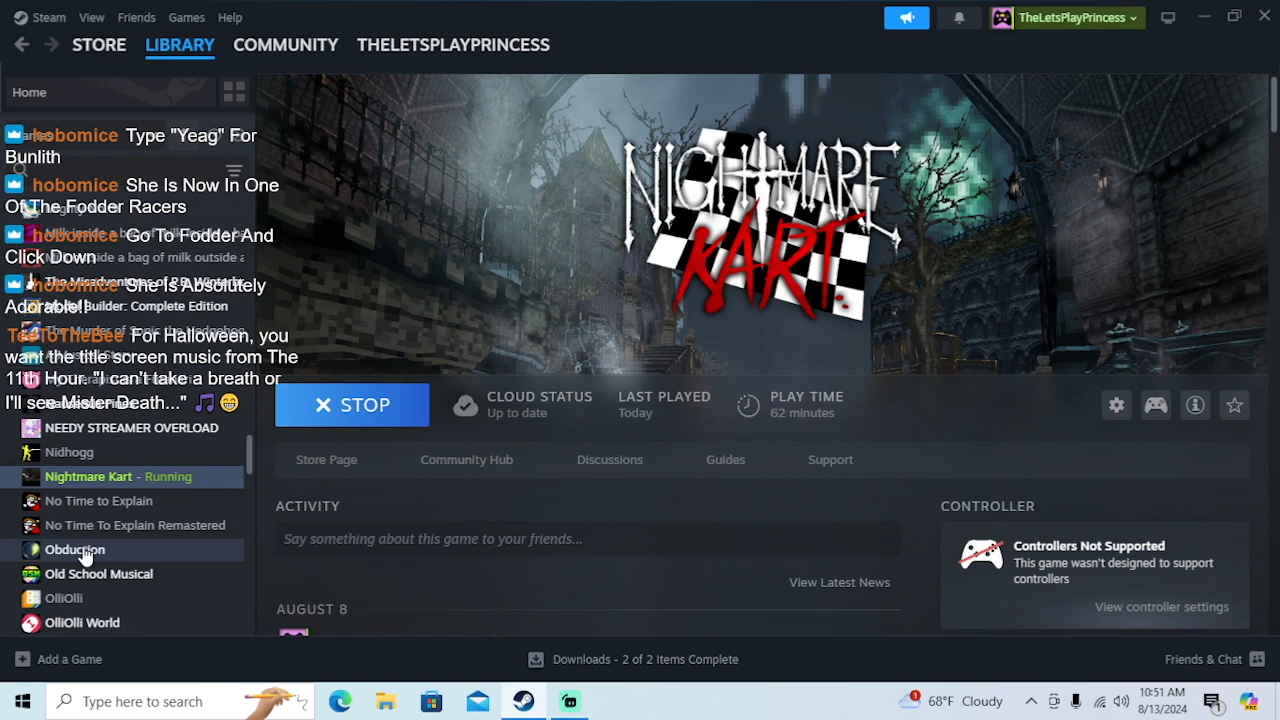 Steam View Friends Games Help
TheLetsPlayPrincess
STORE LIBRARY COMMUNITY THELETSPLAYPRINCESS
Home
hobomice Type "Yeag" For
Bunlith
hobomice She Is Now In One
Of The Fodder Racers
hobomice Go To Fodder And
Click Down
hobomice She Is Absolutely
Adorable!!
TeeToTheBee For Halloween, you
want the title screen music from The
11th Hour. "I can't take a breath or
I'll see Mister Death..." 🎵😁
NEEDY STREAMER OVERLOAD
Nidhogg
Nightmare Kart - Running
No Time to Explain
No Time To Explain Remastered
Obduction
Old School Musical
OlliOlli
OlliOlli World
NIGHTMARE
KART
STOP
CLOUD STATUS
Up to date
LAST PLAYED
Today
PLAY TIME
62 minutes
Store Page Community Hub Discussions Guides Support
ACTIVITY
Say something about this game to your friends...
View Latest News
AUGUST 8
CONTROLLER
Controllers Not Supported
This game wasn't designed to support
controllers
View controller settings
Add a Game
Downloads - 2 of 2 Items Complete
Friends & Chat
Type here to search
1
68°F Cloudy
10:51 AM
8/13/2024
1